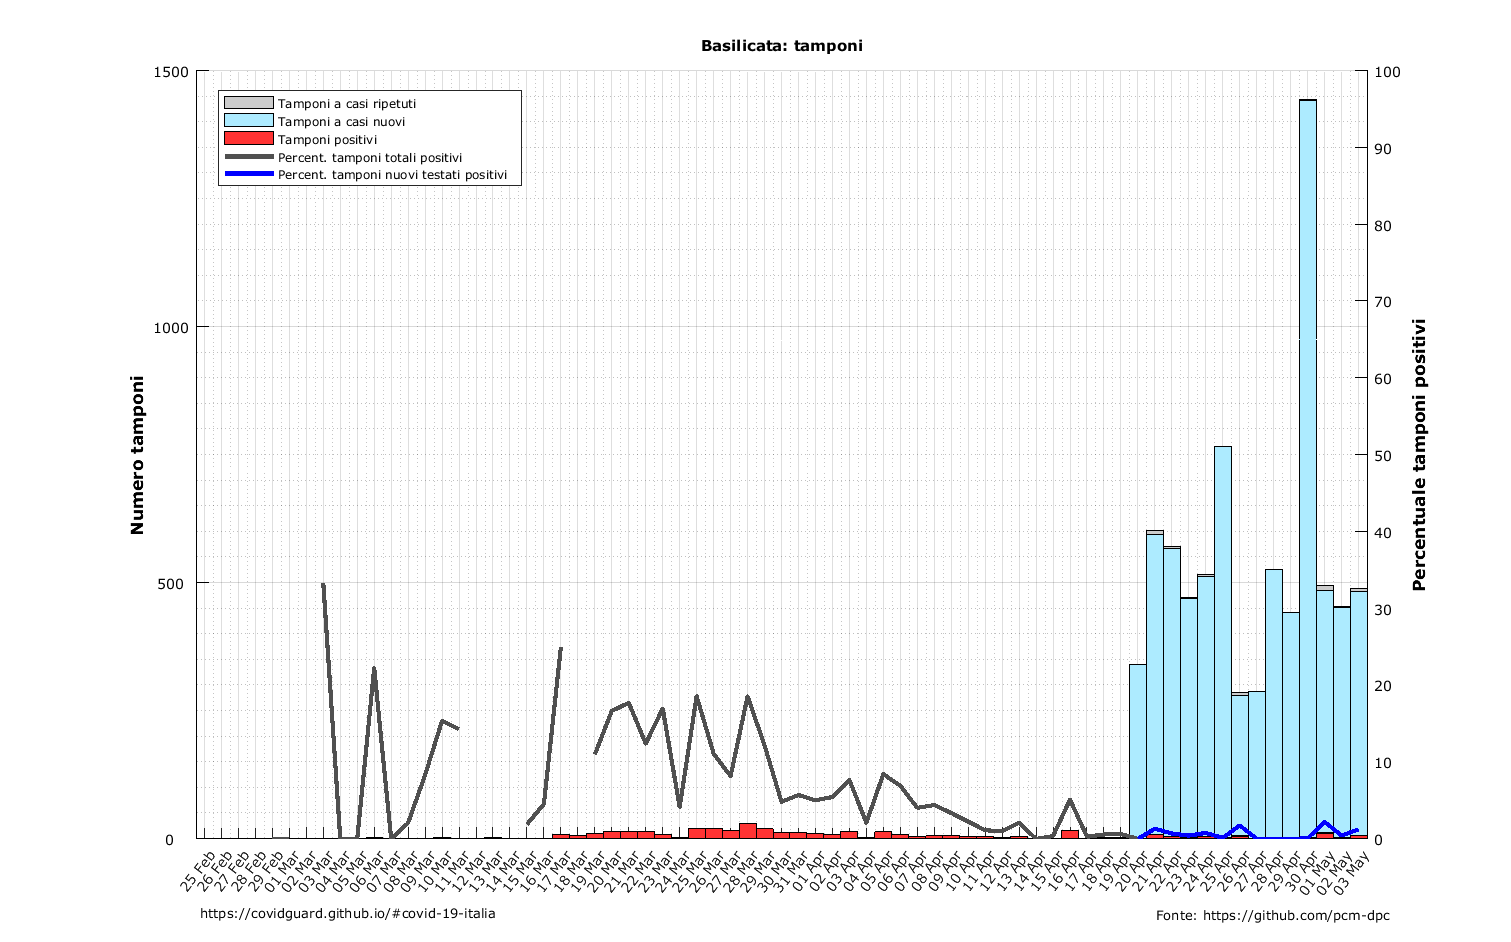 Basilicata: tamponi
1500
1000
500
0
100
90
80
70
60
50
40
30
20
10
0
Tamponi a casi ripetuti
Tamponi a casi nuovi
Tamponi positivi
Percent. tamponi totali positivi
Percent. tamponi nuovi testati positivi
Numero tamponi
Percentuale tamponi positivi
25 Feb
26 Feb
27 Feb
28 Feb
29 Feb
01 Mar
02 Mar
03 Mar
04 Mar
05 Mar
06 Mar
07 Mar
08 Mar
09 Mar
10 Mar
11 Mar
12 Mar
13 Mar
14 Mar
15 Mar
16 Mar
17 Mar
18 Mar
19 Mar
20 Mar
21 Mar
22 Mar
23 Mar
24 Mar
25 Mar
26 Mar
27 Mar
28 Mar
29 Mar
30 Mar
31 Mar
01 Apr
02 Apr
03 Apr
04 Apr
05 Apr
06 Apr
07 Apr
08 Apr
09 Apr
10 Apr
11 Apr
12 Apr
13 Apr
14 Apr
15 Apr
16 Apr
17 Apr
18 Apr
19 Apr
20 Apr
21 Apr
22 Apr
23 Apr
24 Apr
25 Apr
26 Apr
27 Apr
28 Apr
29 Apr
30 Apr
01 May
02 May
03 May
https://covidguard.github.io/#covid-19-italia
Fonte: https://github.com/pcm-dpc